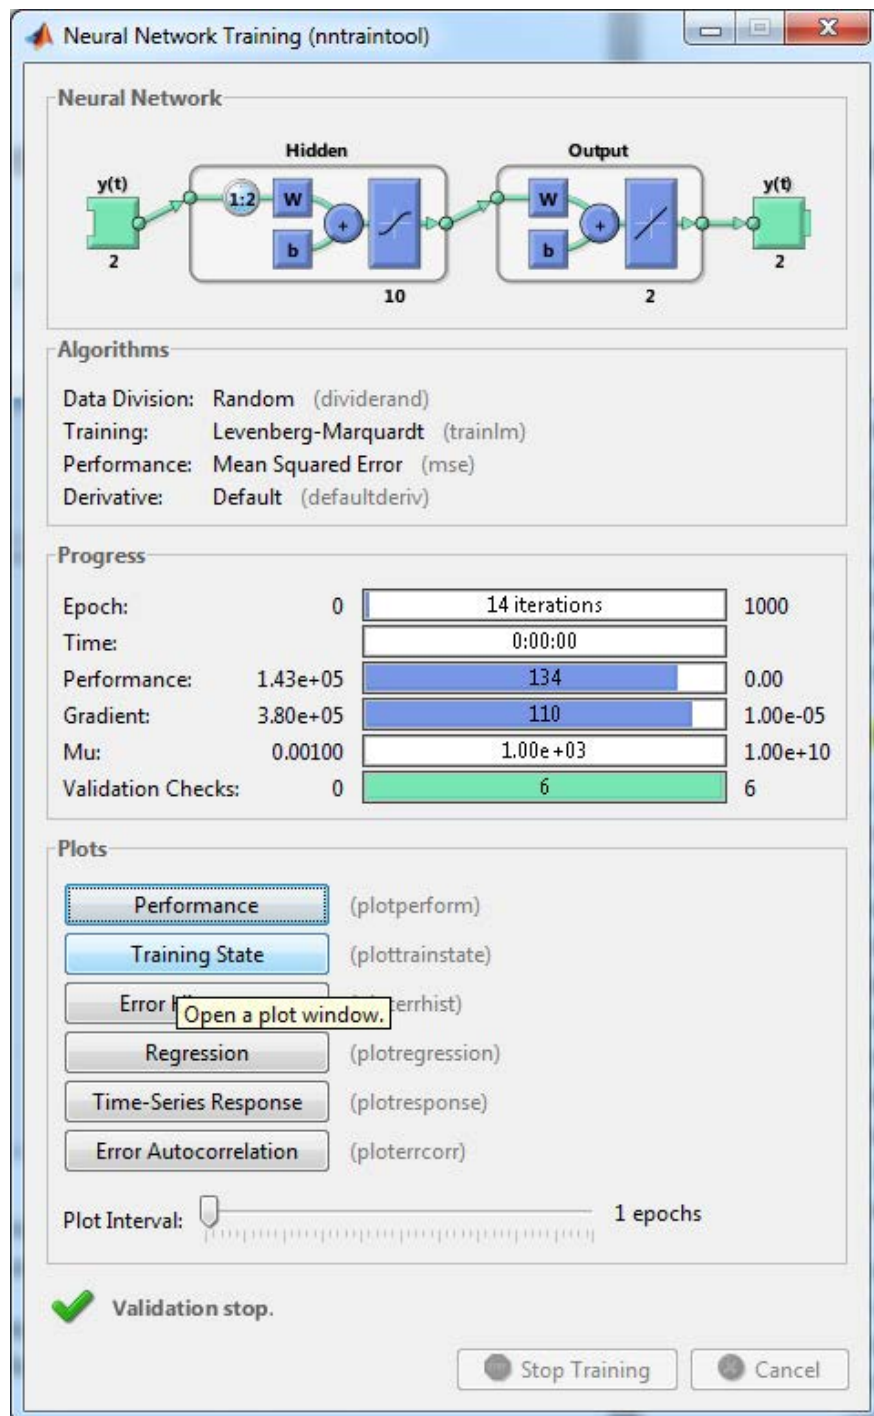 Neural Network Training (nntraintool)
Neural Network
Hidden
Output
y(t)
1:2
W
b
+
W
b
+
y(t)
2
10
2
2
Algorithms
Data Division: Random (dividerand)
Training: Levenberg-Marquardt (trainlm)
Performance: Mean Squared Error (mse)
Derivative: Default (defaultderiv)
Progress
Epoch: 0 14 iterations 1000
Time: 0:00:00
Performance: 1.43e+05 134 0.00
Gradient: 3.80e+05 110 1.00e-05
Mu: 0.00100 1.00e+03 1.00e+10
Validation Checks: 0 6 6
Plots
Performance (plotperform)
Training State (plottrainstate)
Error
Open a plot window.
Regression (plotregression)
Time-Series Response (plotresponse)
Error Autocorrelation (ploterrcorr)
Plot Interval: 1 epochs
Validation stop.
Stop Training Cancel